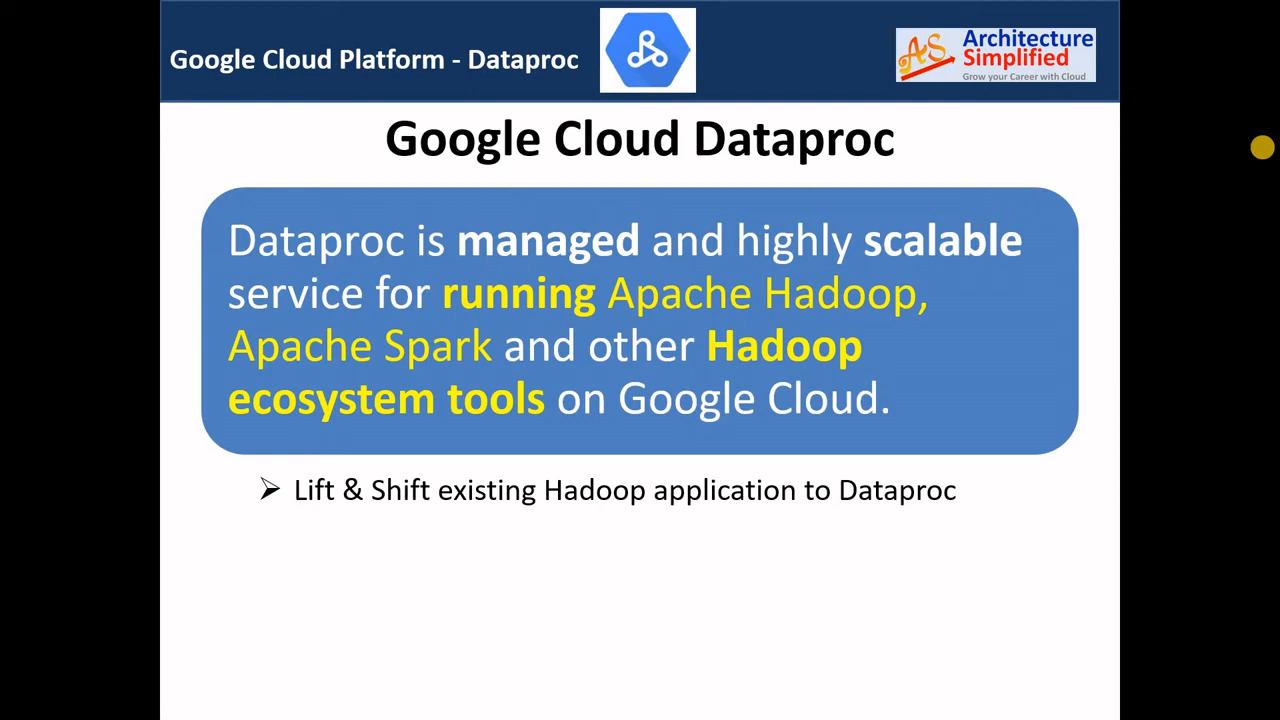 Google Cloud Platform - Dataproc
AS
Architecture
Simplified
Grow your Career with Cloud
Google Cloud Dataproc
Dataproc is managed and highly scalable
service for running Apache Hadoop,
Apache Spark and other Hadoop
ecosystem tools on Google Cloud.
➢ Lift & Shift existing Hadoop application to Dataproc